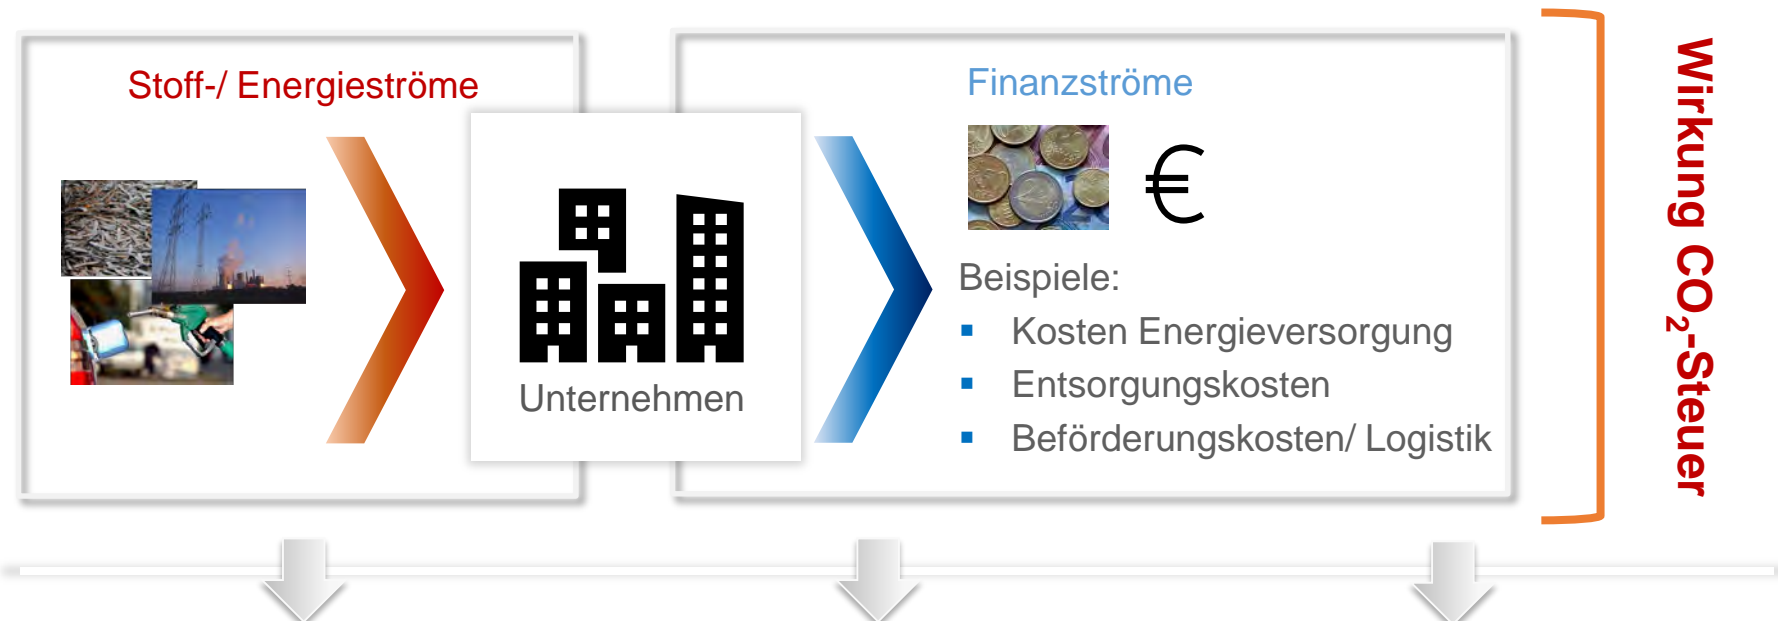 Stoff-/ Energieströme
Unternehmen
Finanzströme
€
Beispiele:
▪ Kosten Energieversorgung
▪ Entsorgungskosten
▪ Beförderungskosten/ Logistik
Wirkung CO₂-Steuer